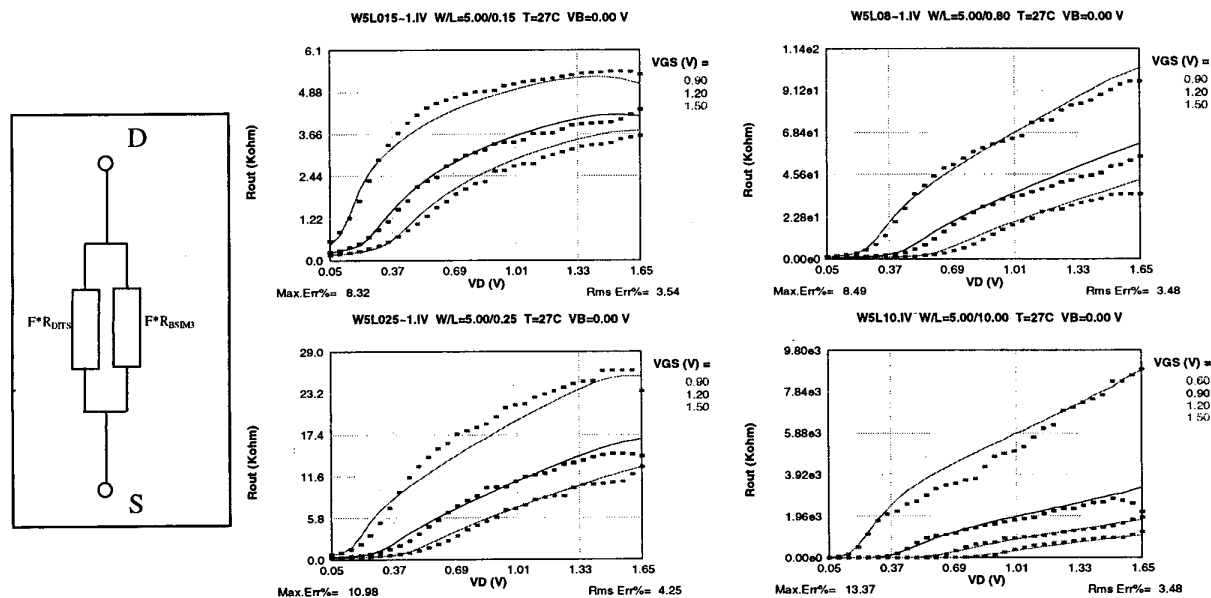 D
F*R_DITS
F*R_BSIM3
S
W5L015~1.IV W/L=5.00/0.15 T=27C VB=0.00 V
Rout (Kohm)
6.1
4.88
3.66
2.44
1.22
0.0
0.05 0.37 0.69 1.01 1.33 1.65
VD (V)
Max.Err%= 8.32
Rms Err%= 3.54
VGS (V) =
0.90
1.20
1.50
W5L08~1.IV W/L=5.00/0.80 T=27C VB=0.00 V
Rout (Kohm)
1.14e2
9.12e1
6.84e1
4.56e1
2.28e1
0.00e0
0.05 0.37 0.69 1.01 1.33 1.65
VD (V)
Max.Err%= 8.49
Rms Err%= 3.48
VGS (V) =
0.90
1.20
1.50
W5L025~1.IV W/L=5.00/0.25 T=27C VB=0.00 V
Rout (Kohm)
29.0
23.2
17.4
11.6
5.8
0.0
0.05 0.37 0.69 1.01 1.33 1.65
VD (V)
Max.Err%= 10.98
Rms Err%= 4.25
VGS (V) =
0.90
1.20
1.50
W5L10.IV W/L=5.00/10.00 T=27C VB=0.00 V
Rout (Kohm)
9.80e3
7.84e3
5.88e3
3.92e3
1.96e3
0.00e0
0.05 0.37 0.69 1.01 1.33 1.65
VD (V)
Max.Err%= 13.37
Rms Err%= 3.48
VGS (V) =
0.60
0.90
1.20
1.50